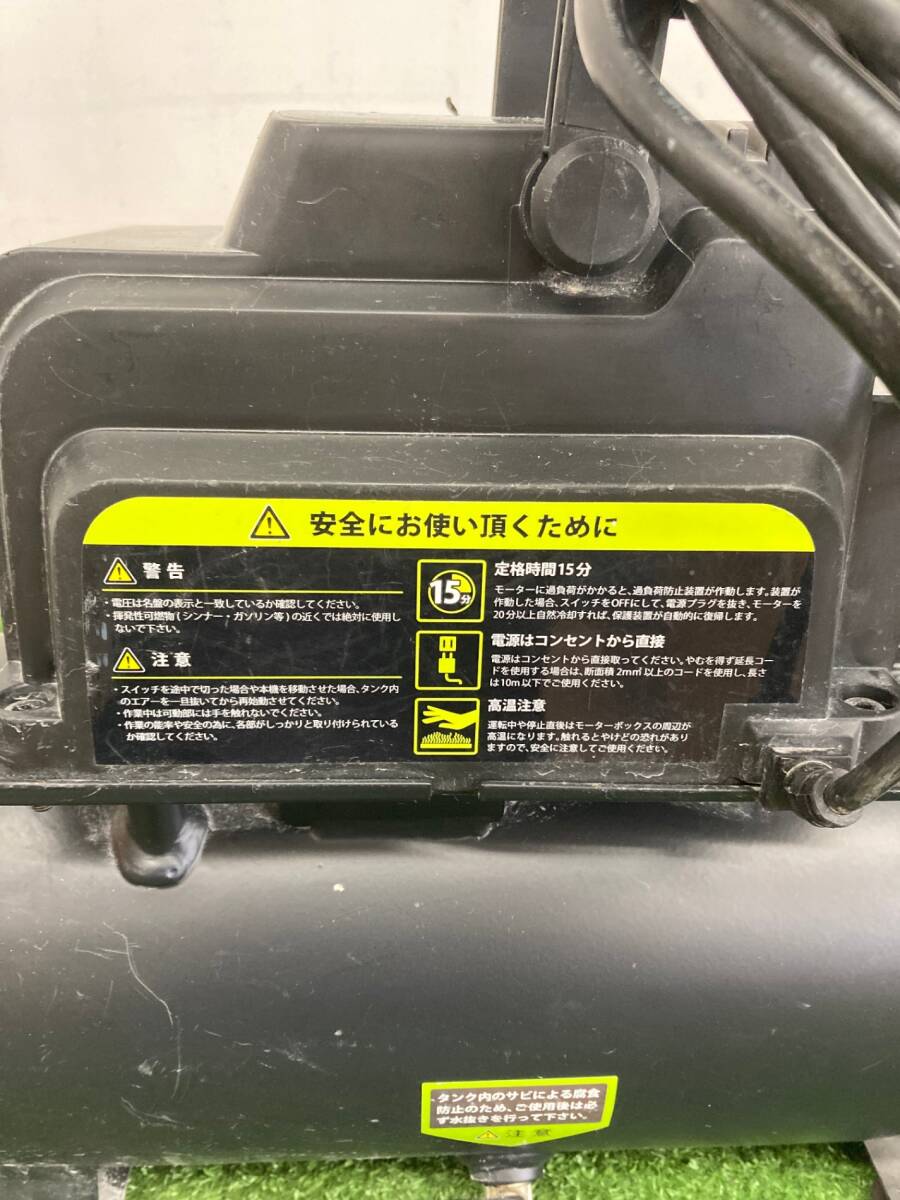 安全にお使い頂くために
警告
・電圧は名盤の表示と一致しているか確認してください。
・揮発性可燃物(シンナー・ガソリン等)の近くでは絶対に使用し
ないで下さい。
注意
・スイッチを途中で切った場合や本機を移動させた場合、タンク内
のエアーを一旦抜いてから再始動させてください。
・作業中は可動部には手を触れないでください。
・作業の能率や安全の為に、各部がしっかりと取り付けられている
か確認してください。
15分
定格時間15分
モーターに過負荷がかかると、過負荷防止装置が作動します。装置が
作動した場合、スイッチをOFFにして、電源プラグを抜き、モーターを
20分以上自然冷却すれば、保護装置が自動的に復帰します。
電源はコンセントから直接
電源はコンセントから直接取ってください。やむを得ず延長コー
ドを使用する場合は、断面積2m㎡以上のコードを使用し、長さ
は10m以下でご使用ください。
高温注意
運転中や停止直後はモーターボックスの周辺が
高温になります。触れるとやけどの恐れがあり
ますので、安全に注意してご使用ください。
タンク内のサビによる腐食
防止のため、ご使用後は必
ず水抜きを行って下さい。
注意